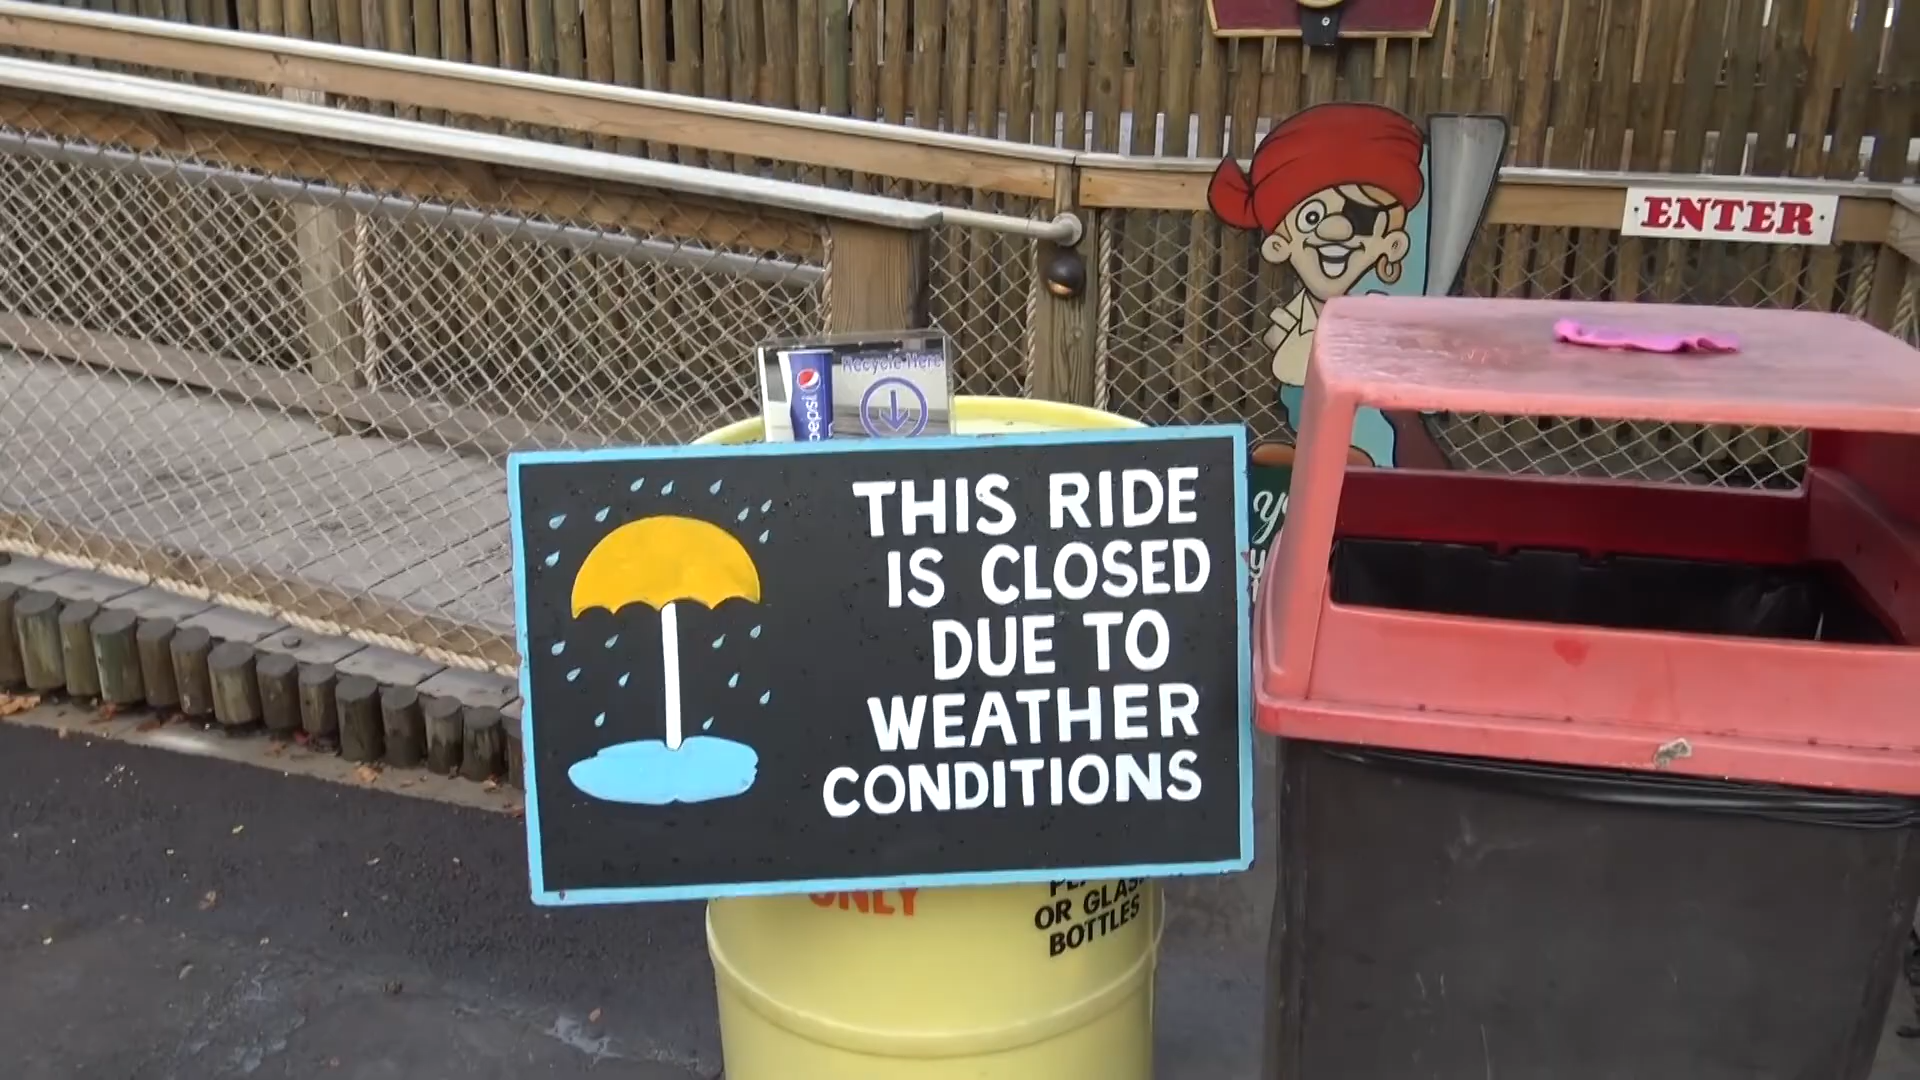 ENTER
Recycle Here
pepsi
THIS RIDE
IS CLOSED
DUE TO
WEATHER
CONDITIONS
ONLY
OR GLASS
BOTTLES